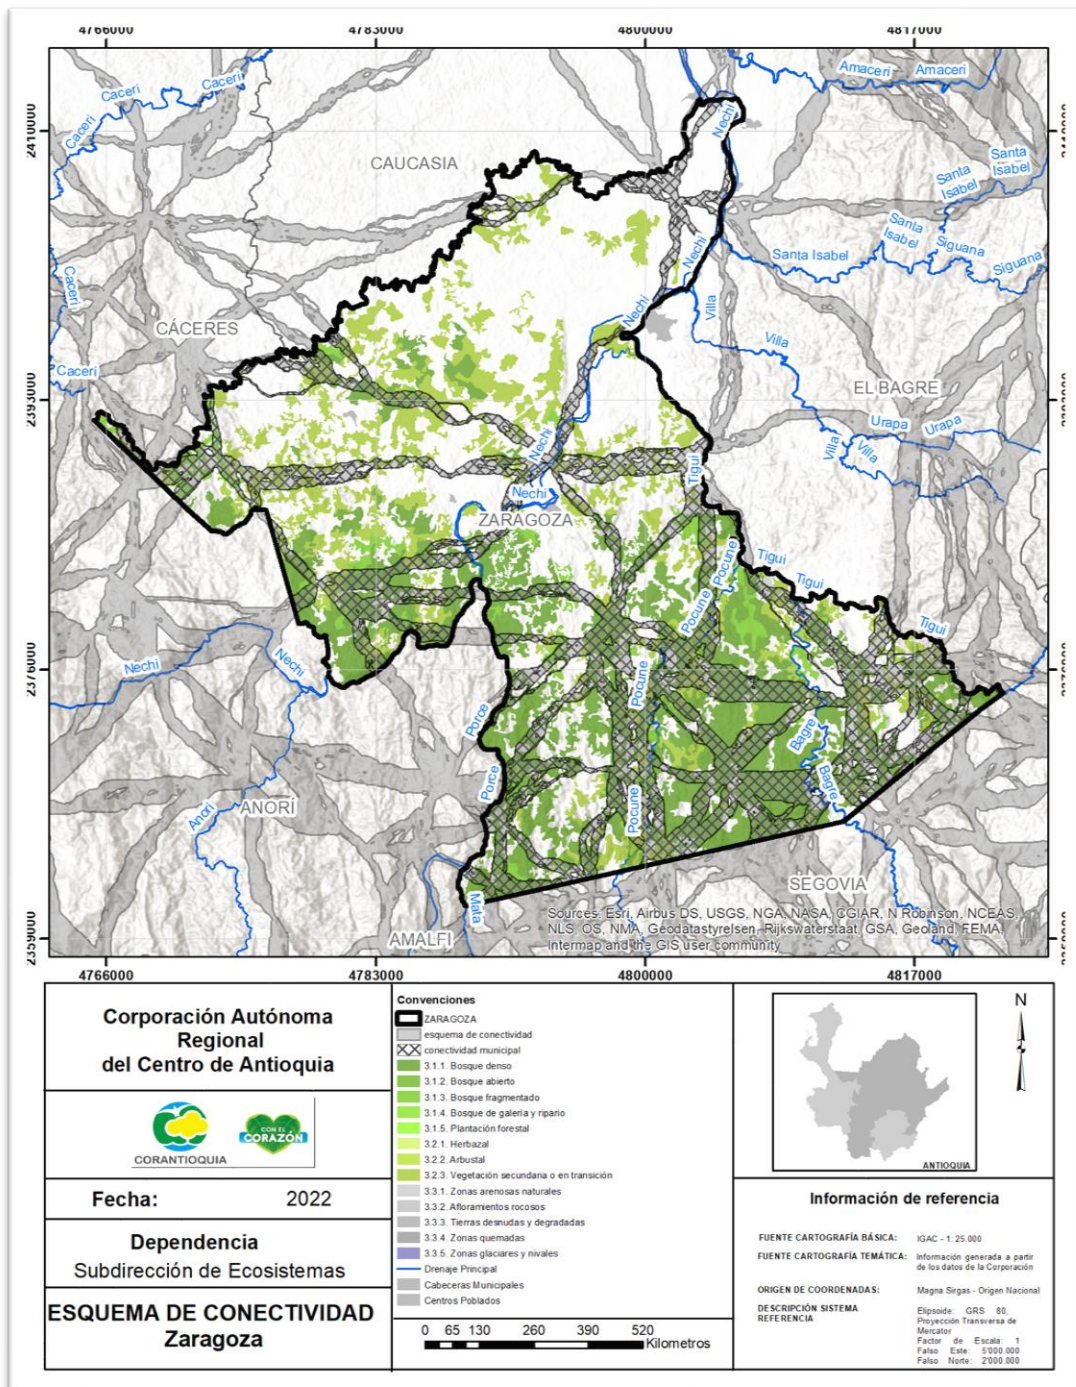 4766000 4783000 4800000 4817000
Caceri Caceri
Amaceri Amaceri
Nechi
2410000
Caceri
CAUCASIA
Santa Isabel
Santa Isabel
Santa Isabel
Siguana
Siguana
Santa Isabel
Nechi
Caceri
Villa
Nechi
CÁCERES
Villa
Caceri
EL BAGRE
2393000
Urapa Urapa
Villa Villa
Nechi
Tigui
Nechi
ZARAGOZA
Pocune
Tigui
Tigui
Pocune
Tigui
2376000
Nechi
Nechi
Pocune
Porce
Bagre
Porce
Bagre
ANORÍ
Anori
Pocune
SEGOVIA
Mata
AMALFI
Sources: Esri, Airbus DS, USGS, NGA, NASA, CGIAR, N Robinson, NCEAS,
NLS, OS, NMA, Geodatastyrelsen, Rijkswaterstaat, GSA, Geoland, FEMA,
Intermap and the GIS user community
2359000
4766000 4783000 4800000 4817000
Corporación Autónoma
Regional
del Centro de Antioquia
CORANTIOQUIA
CON EL
CORAZÓN
Fecha: 2022
Dependencia
Subdirección de Ecosistemas
ESQUEMA DE CONECTIVIDAD
Zaragoza
Convenciones
ZARAGOZA
esquema de conectividad
conectividad municipal
3.1.1. Bosque denso
3.1.2. Bosque abierto
3.1.3. Bosque fragmentado
3.1.4. Bosque de galería y ripario
3.1.5. Plantación forestal
3.2.1. Herbazal
3.2.2. Arbustal
3.2.3. Vegetación secundaria o en transición
3.3.1. Zonas arenosas naturales
3.3.2. Afloramientos rocosos
3.3.3. Tierras desnudas y degradadas
3.3.4. Zonas quemadas
3.3.5. Zonas glaciares y nivales
Drenaje Principal
Cabeceras Municipales
Centros Poblados
0 65 130 260 390 520
Kilometros
N
ANTIOQUIA
Información de referencia
FUENTE CARTOGRAFÍA BÁSICA: IGAC - 1:25.000
FUENTE CARTOGRAFÍA TEMÁTICA: Información generada a partir
de los datos de la Corporación
ORIGEN DE COORDENADAS: Magna Sirgas - Origen Nacional
DESCRIPCIÓN SISTEMA
REFERENCIA
Elipsoide: GRS 80,
Proyección Transversa de
Mercator
Factor de Escala: 1
Falso Este: 5'000.000
Falso Norte: 2'000.000